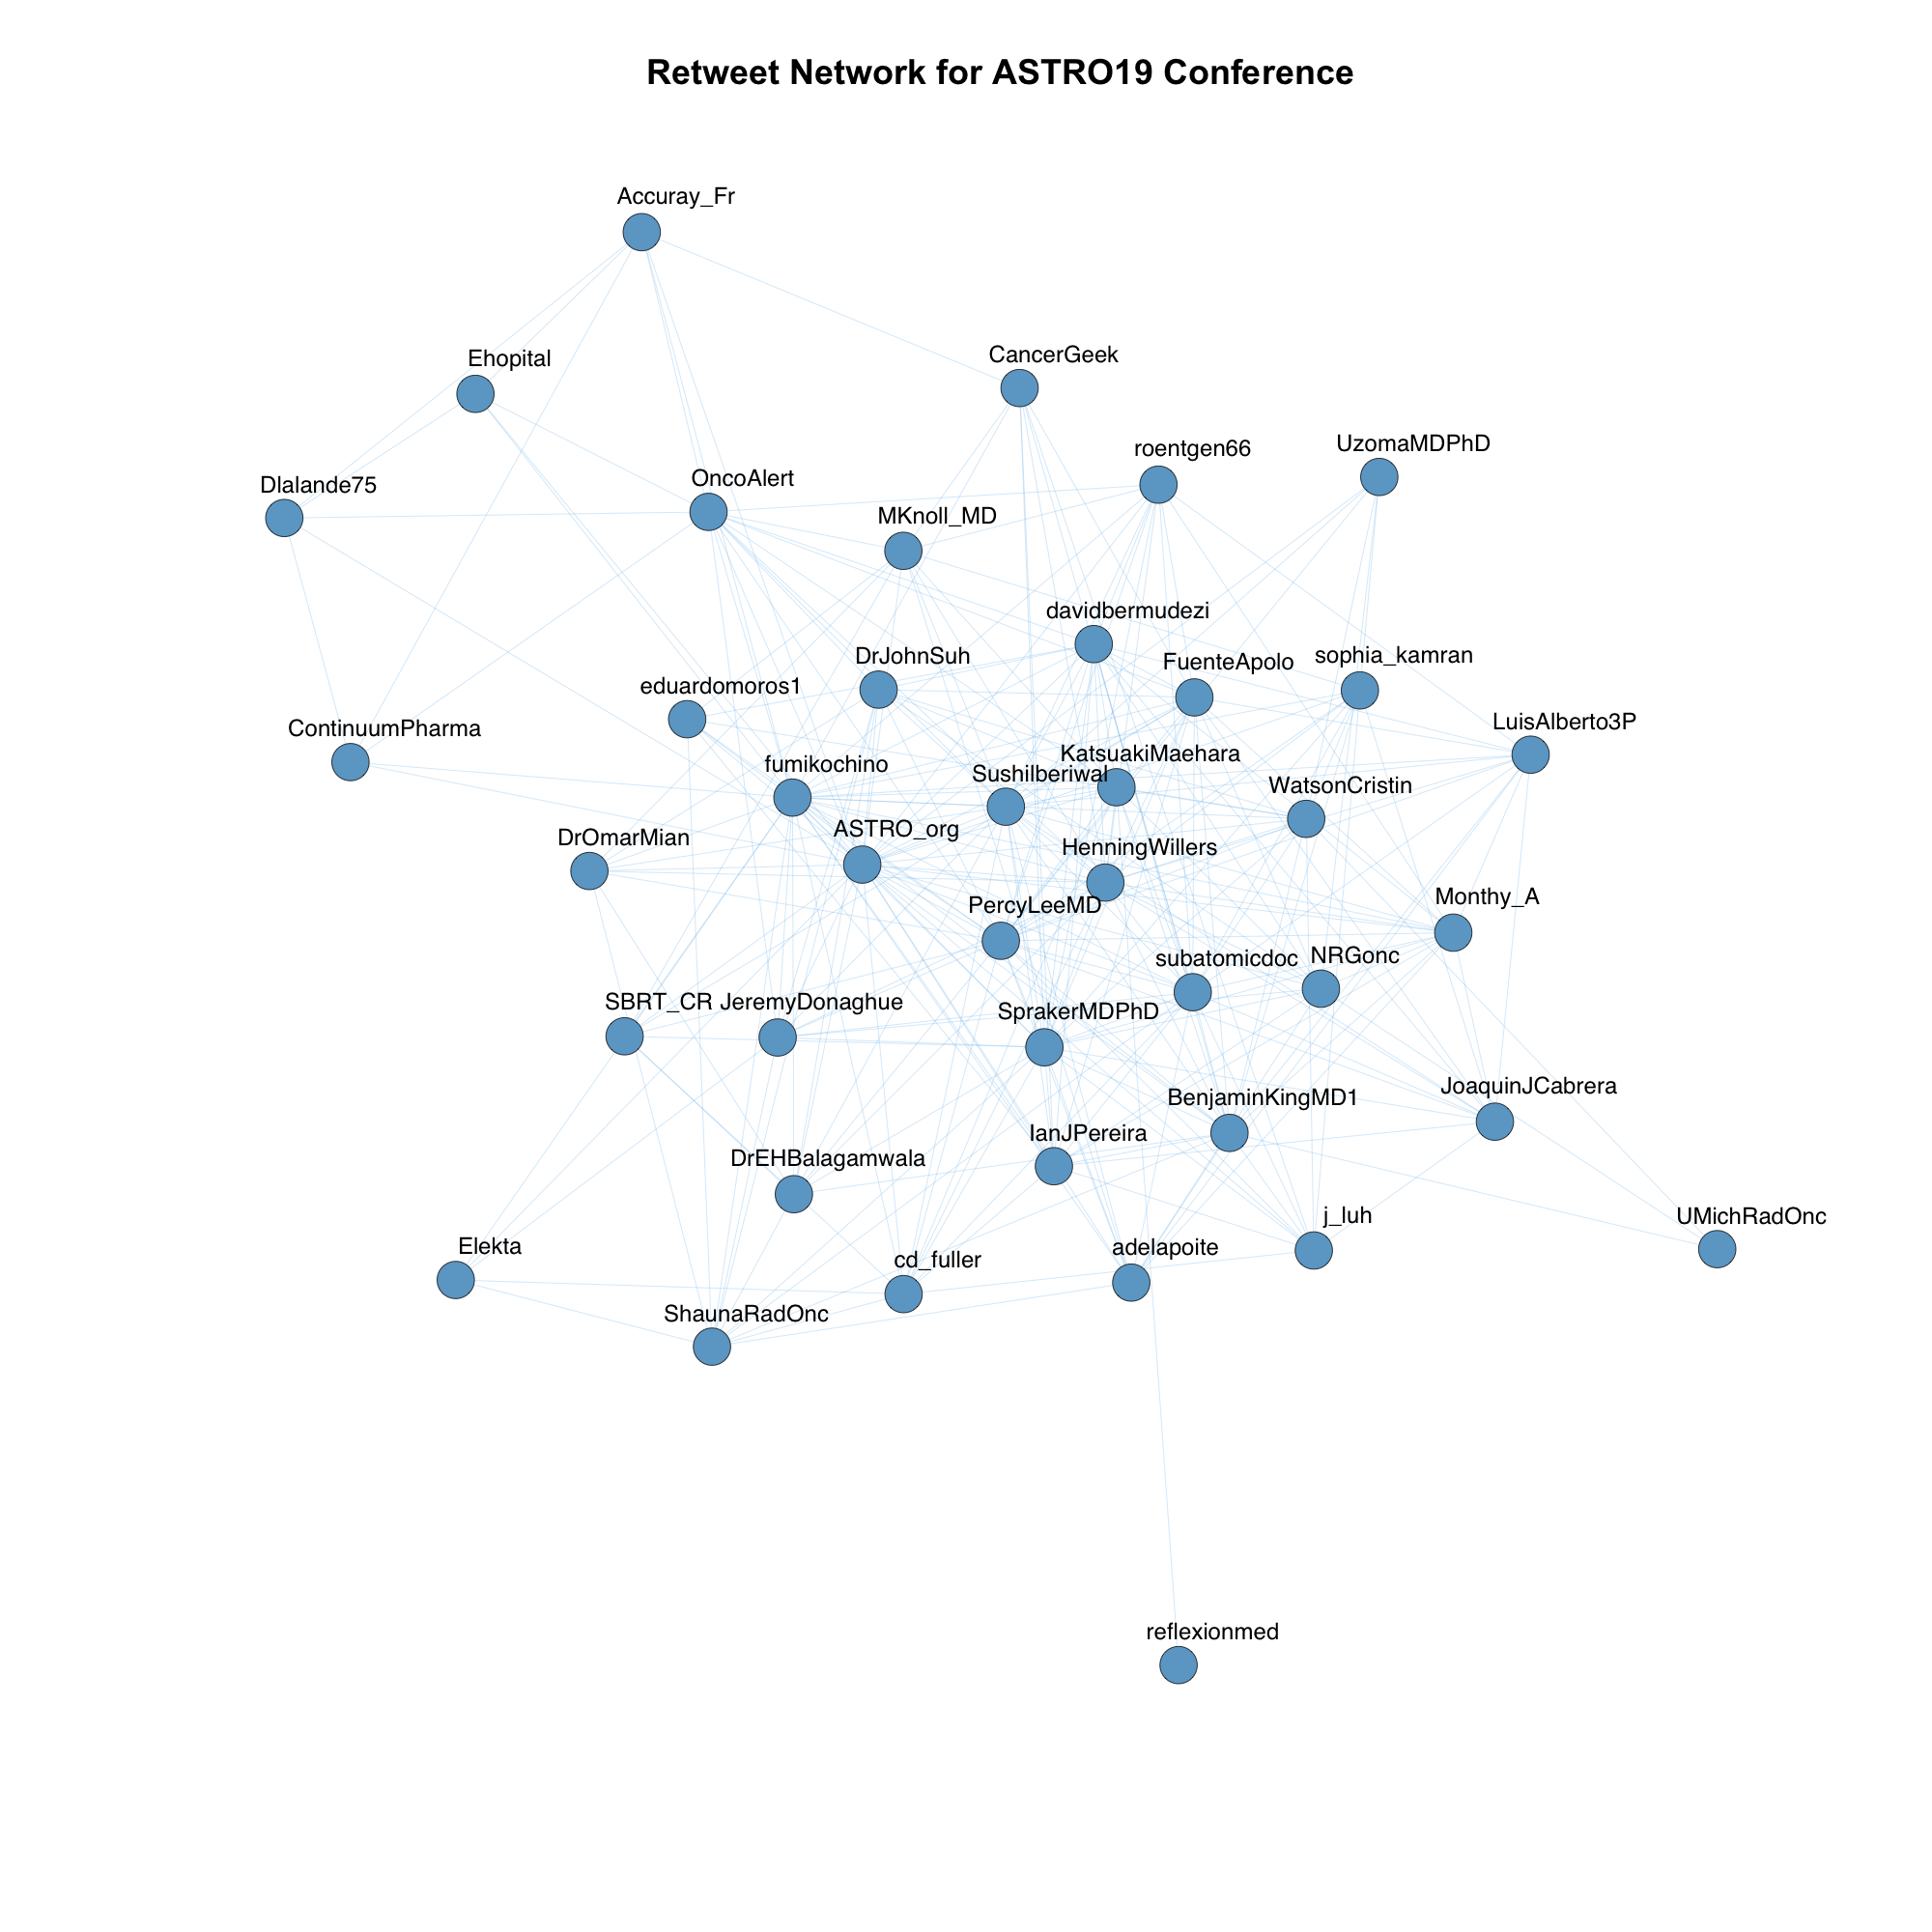 Retweet Network for ASTRO19 Conference
Accuray_Fr
CancerGeek
Ehopital
UzomaMDPhD
roentgen66
OncoAlert
Dlalande75
MKnoll_MD
davidbermudezi
DrJohnSuh
sophia_kamran
FuenteApolo
eduardomoros1
LuisAlberto3P
ContinuumPharma
KatsuakiMaehara
fumikochino
Sushilberiwal
WatsonCristin
ASTRO_org
DrOmarMian
HenningWillers
Monthy_A
PercyLeeMD
NRGonc
subatomicdoc
SBRT_CR
JeremyDonaghue
SprakerMDPhD
JoaquinJCabrera
BenjaminKingMD1
IanJPereira
DrEHBalagamwala
j_luh
UMichRadOnc
Elekta
adelapoite
cd_fuller
ShaunaRadOnc
reflexionmed